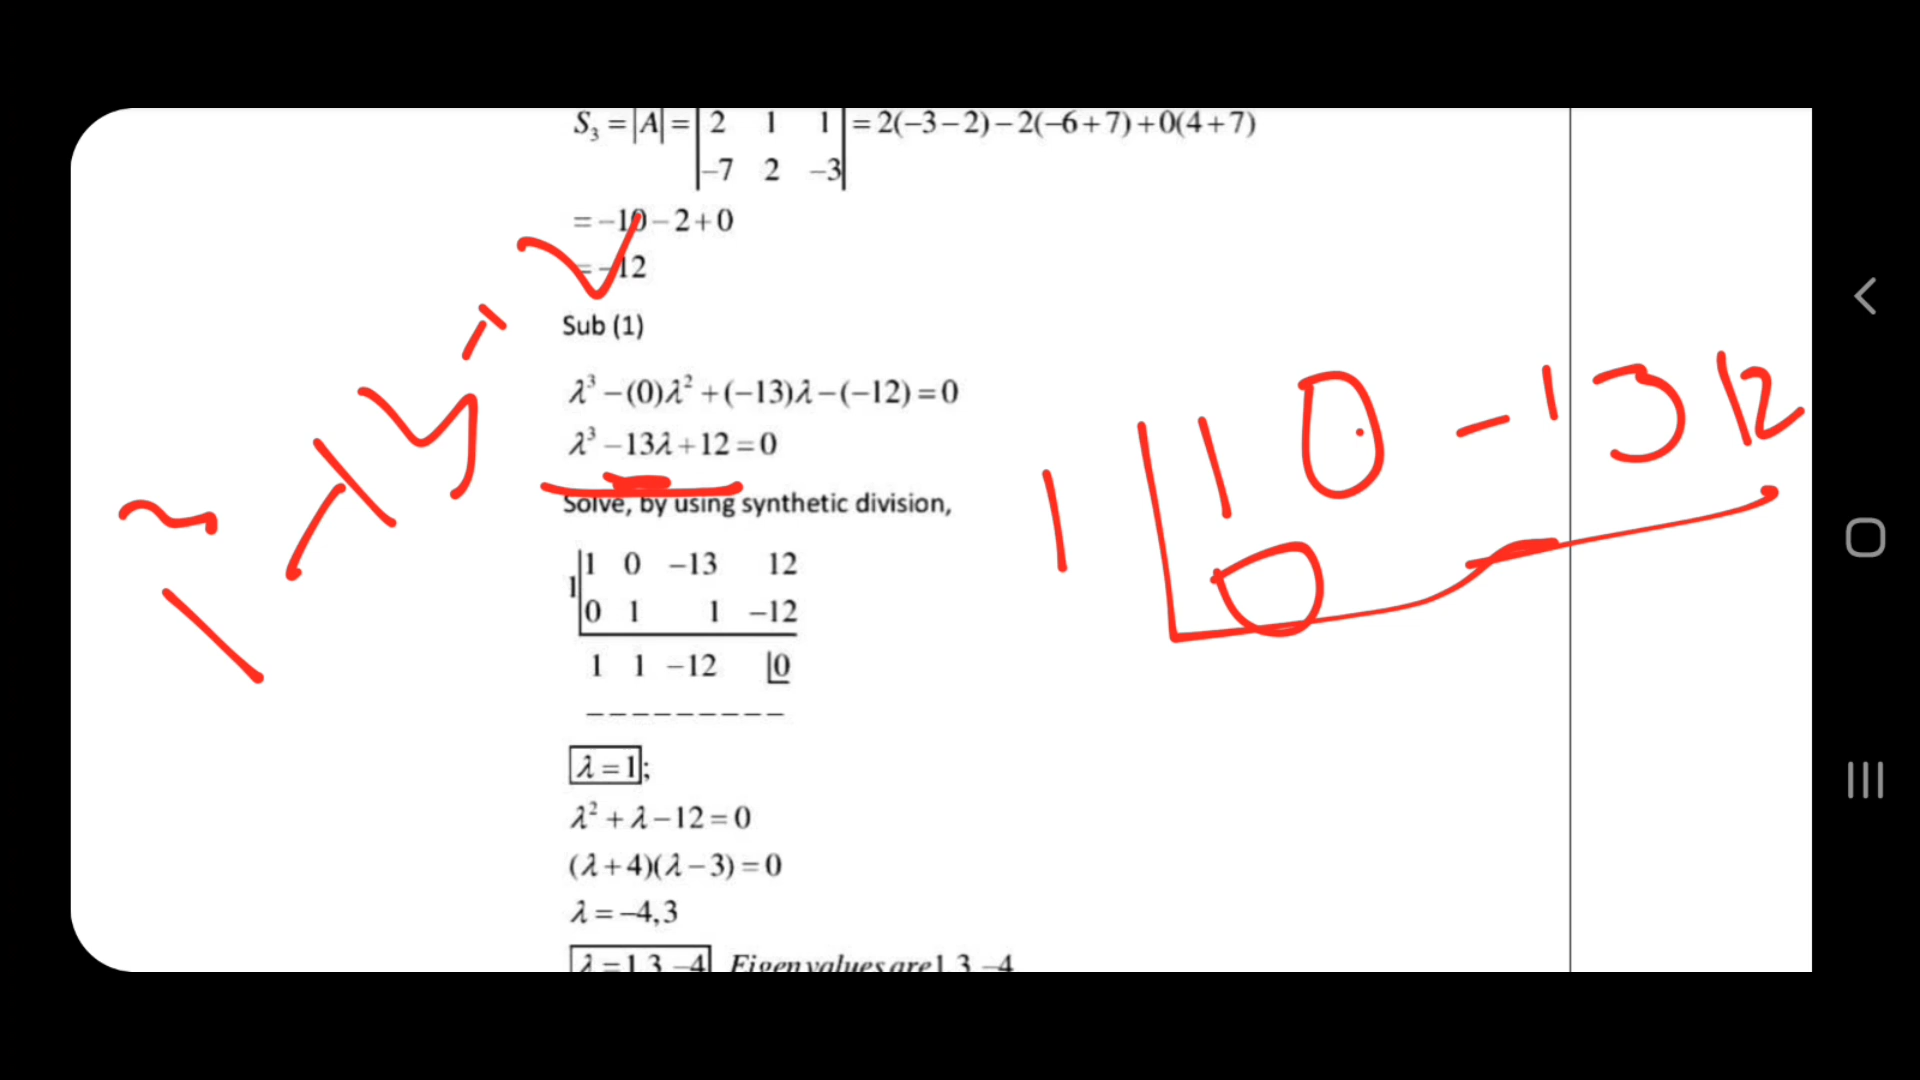 S₃ = |A| = | 2 1 1 | = 2(−3−2)−2(−6+7)+0(4+7)
|−7 2 −3|
= −10−2+0
= −12
Sub (1)
λ³ −(0)λ² +(−13)λ−(−12)=0
λ³ −13λ+12=0
Solve, by using synthetic division,
1 0 −13 12
1
0 1 1 −12
1 1 −12 |0
−−−−−−−−−
λ=1;
λ² +λ−12=0
(λ+4)(λ−3)=0
λ=−4,3
λ=1,3,−4 Eigen values are 1,3,−4
1 | 1 0 −13 12
0